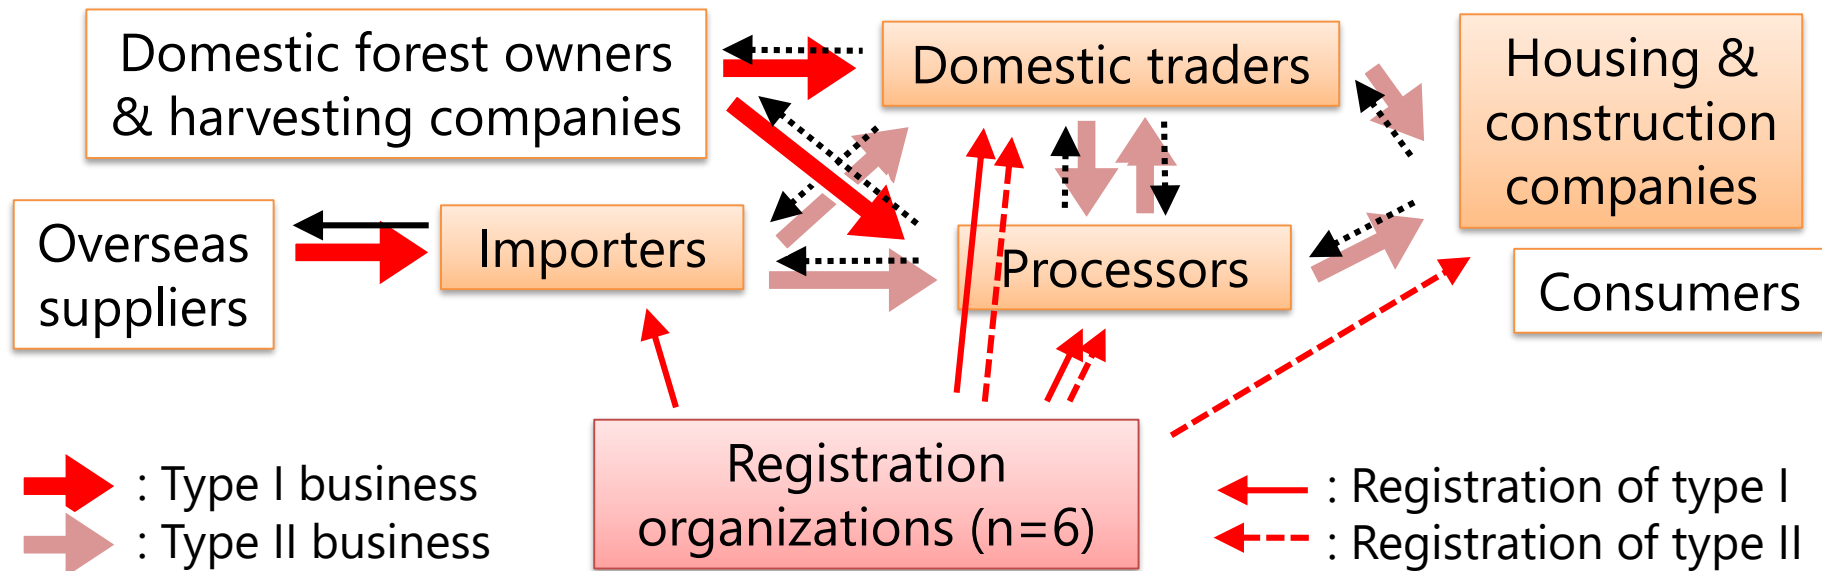 Domestic forest owners
& harvesting companies
Domestic traders
Housing &
construction
companies
Overseas
suppliers
Importers
Processors
Consumers
Registration
organizations (n=6)
: Type I business
: Type II business
: Registration of type I
: Registration of type II